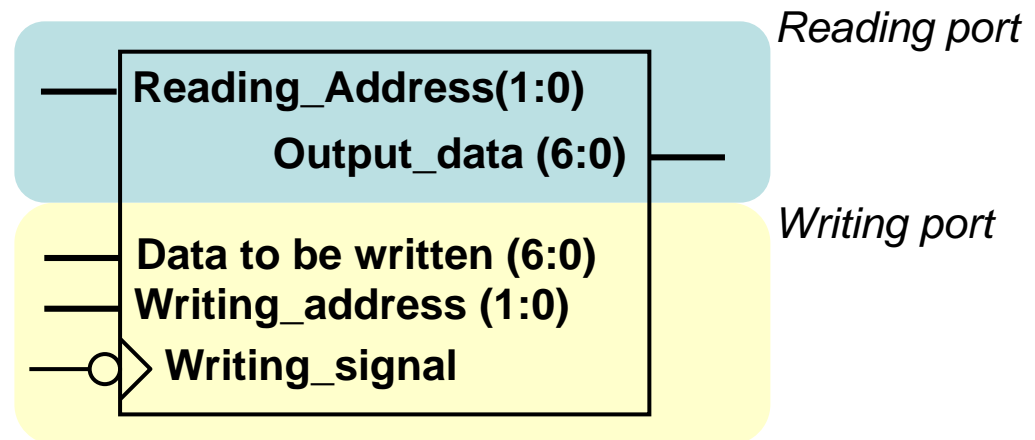 Reading port
Reading_Address(1:0)
Output_data (6:0)
Writing port
Data to be written (6:0)
Writing_address (1:0)
Writing_signal